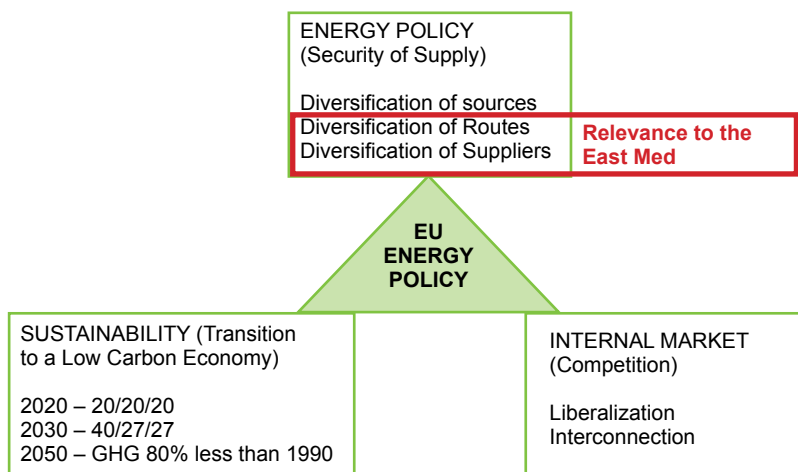 ENERGY POLICY
(Security of Supply)
Diversification of sources
Diversification of Routes
Diversification of Suppliers
Relevance to the
East Med
EU
ENERGY
POLICY
SUSTAINABILITY (Transition
to a Low Carbon Economy)
2020 – 20/20/20
2030 – 40/27/27
2050 – GHG 80% less than 1990
INTERNAL MARKET
(Competition)
Liberalization
Interconnection